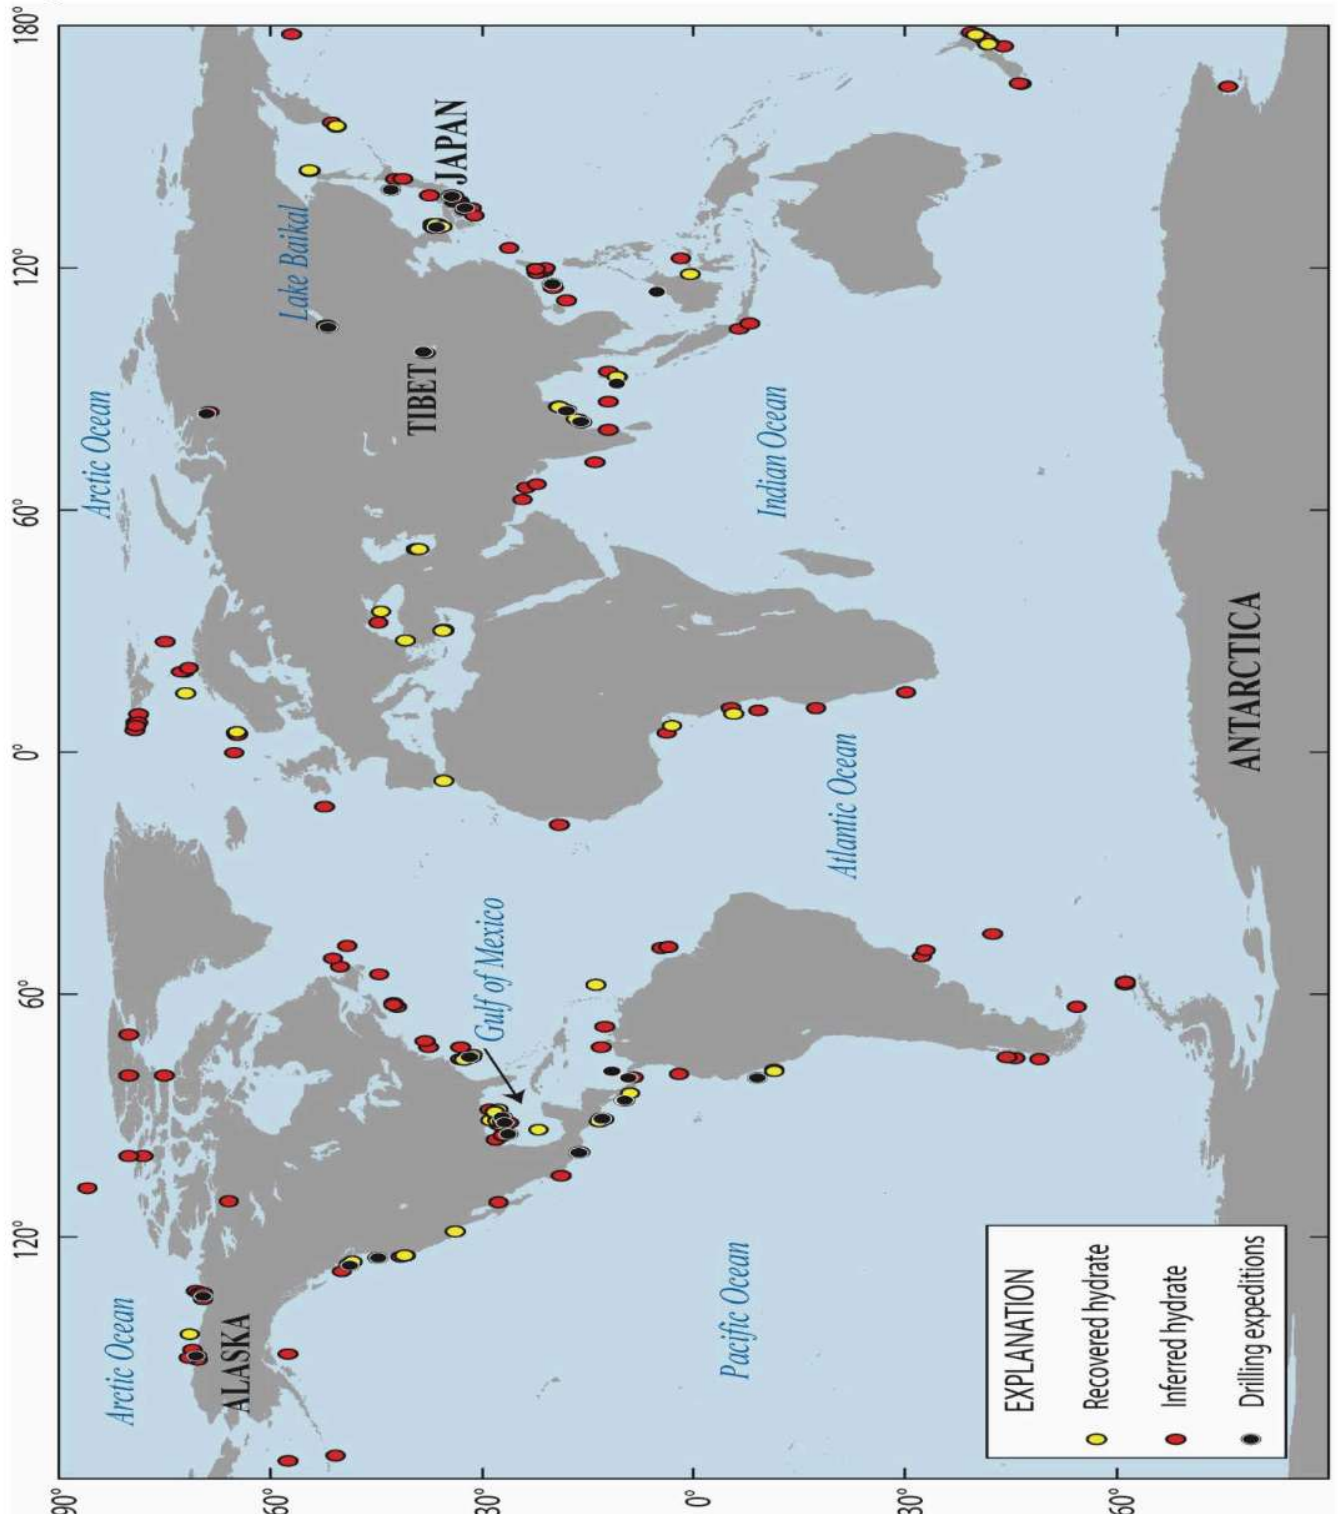 120°
60°
0°
60°
120°
180°
90°
Arctic Ocean
Arctic Ocean
ALASKA
60°
Lake Baikal
TIBET
JAPAN
30°
Gulf of Mexico
0°
Pacific Ocean
Atlantic Ocean
Indian Ocean
30°
60°
ANTARCTICA
EXPLANATION
Recovered hydrate
Inferred hydrate
Drilling expeditions